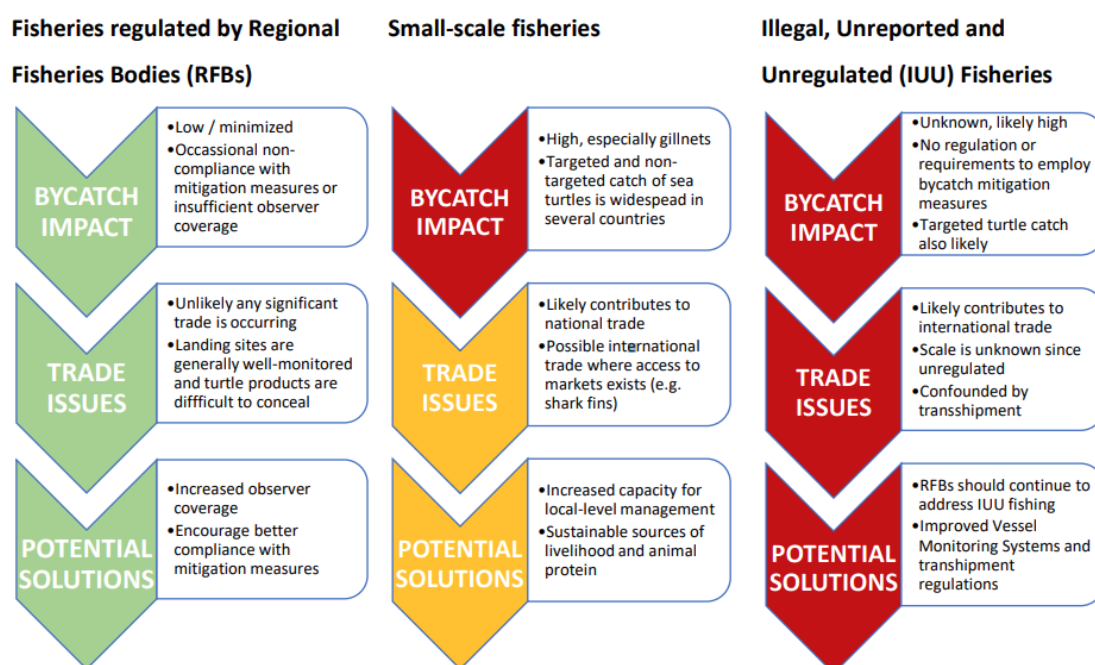 Fisheries regulated by Regional
Fisheries Bodies (RFBs)
BYCATCH
IMPACT
•Low / minimized
•Occassional non-
compliance with
mitigation measures or
insufficient observer
coverage
TRADE
ISSUES
•Unlikely any significant
trade is occurring
•Landing sites are
generally well-monitored
and turtle products are
diffficult to conceal
POTENTIAL
SOLUTIONS
•Increased observer
coverage
•Encourage better
compliance with
mitigation measures
Small-scale fisheries
BYCATCH
IMPACT
•High, especially gillnets
•Targeted and non-
targeted catch of sea
turtles is widespead in
several countries
TRADE
ISSUES
•Likely contributes to
national trade
•Possible international
trade where access to
markets exists (e.g.
shark fins)
POTENTIAL
SOLUTIONS
•Increased capacity for
local-level management
•Sustainable sources of
livelihood and animal
protein
Illegal, Unreported and
Unregulated (IUU) Fisheries
BYCATCH
IMPACT
•Unknown, likely high
•No regulation or
requirements to employ
bycatch mitigation
measures
•Targeted turtle catch
also likely
TRADE
ISSUES
•Likely contributes to
international trade
•Scale is unknown since
unregulated
•Confounded by
transshipment
POTENTIAL
SOLUTIONS
•RFBs should continue to
address IUU fishing
•Improved Vessel
Monitoring Systems and
transhipment
regulations